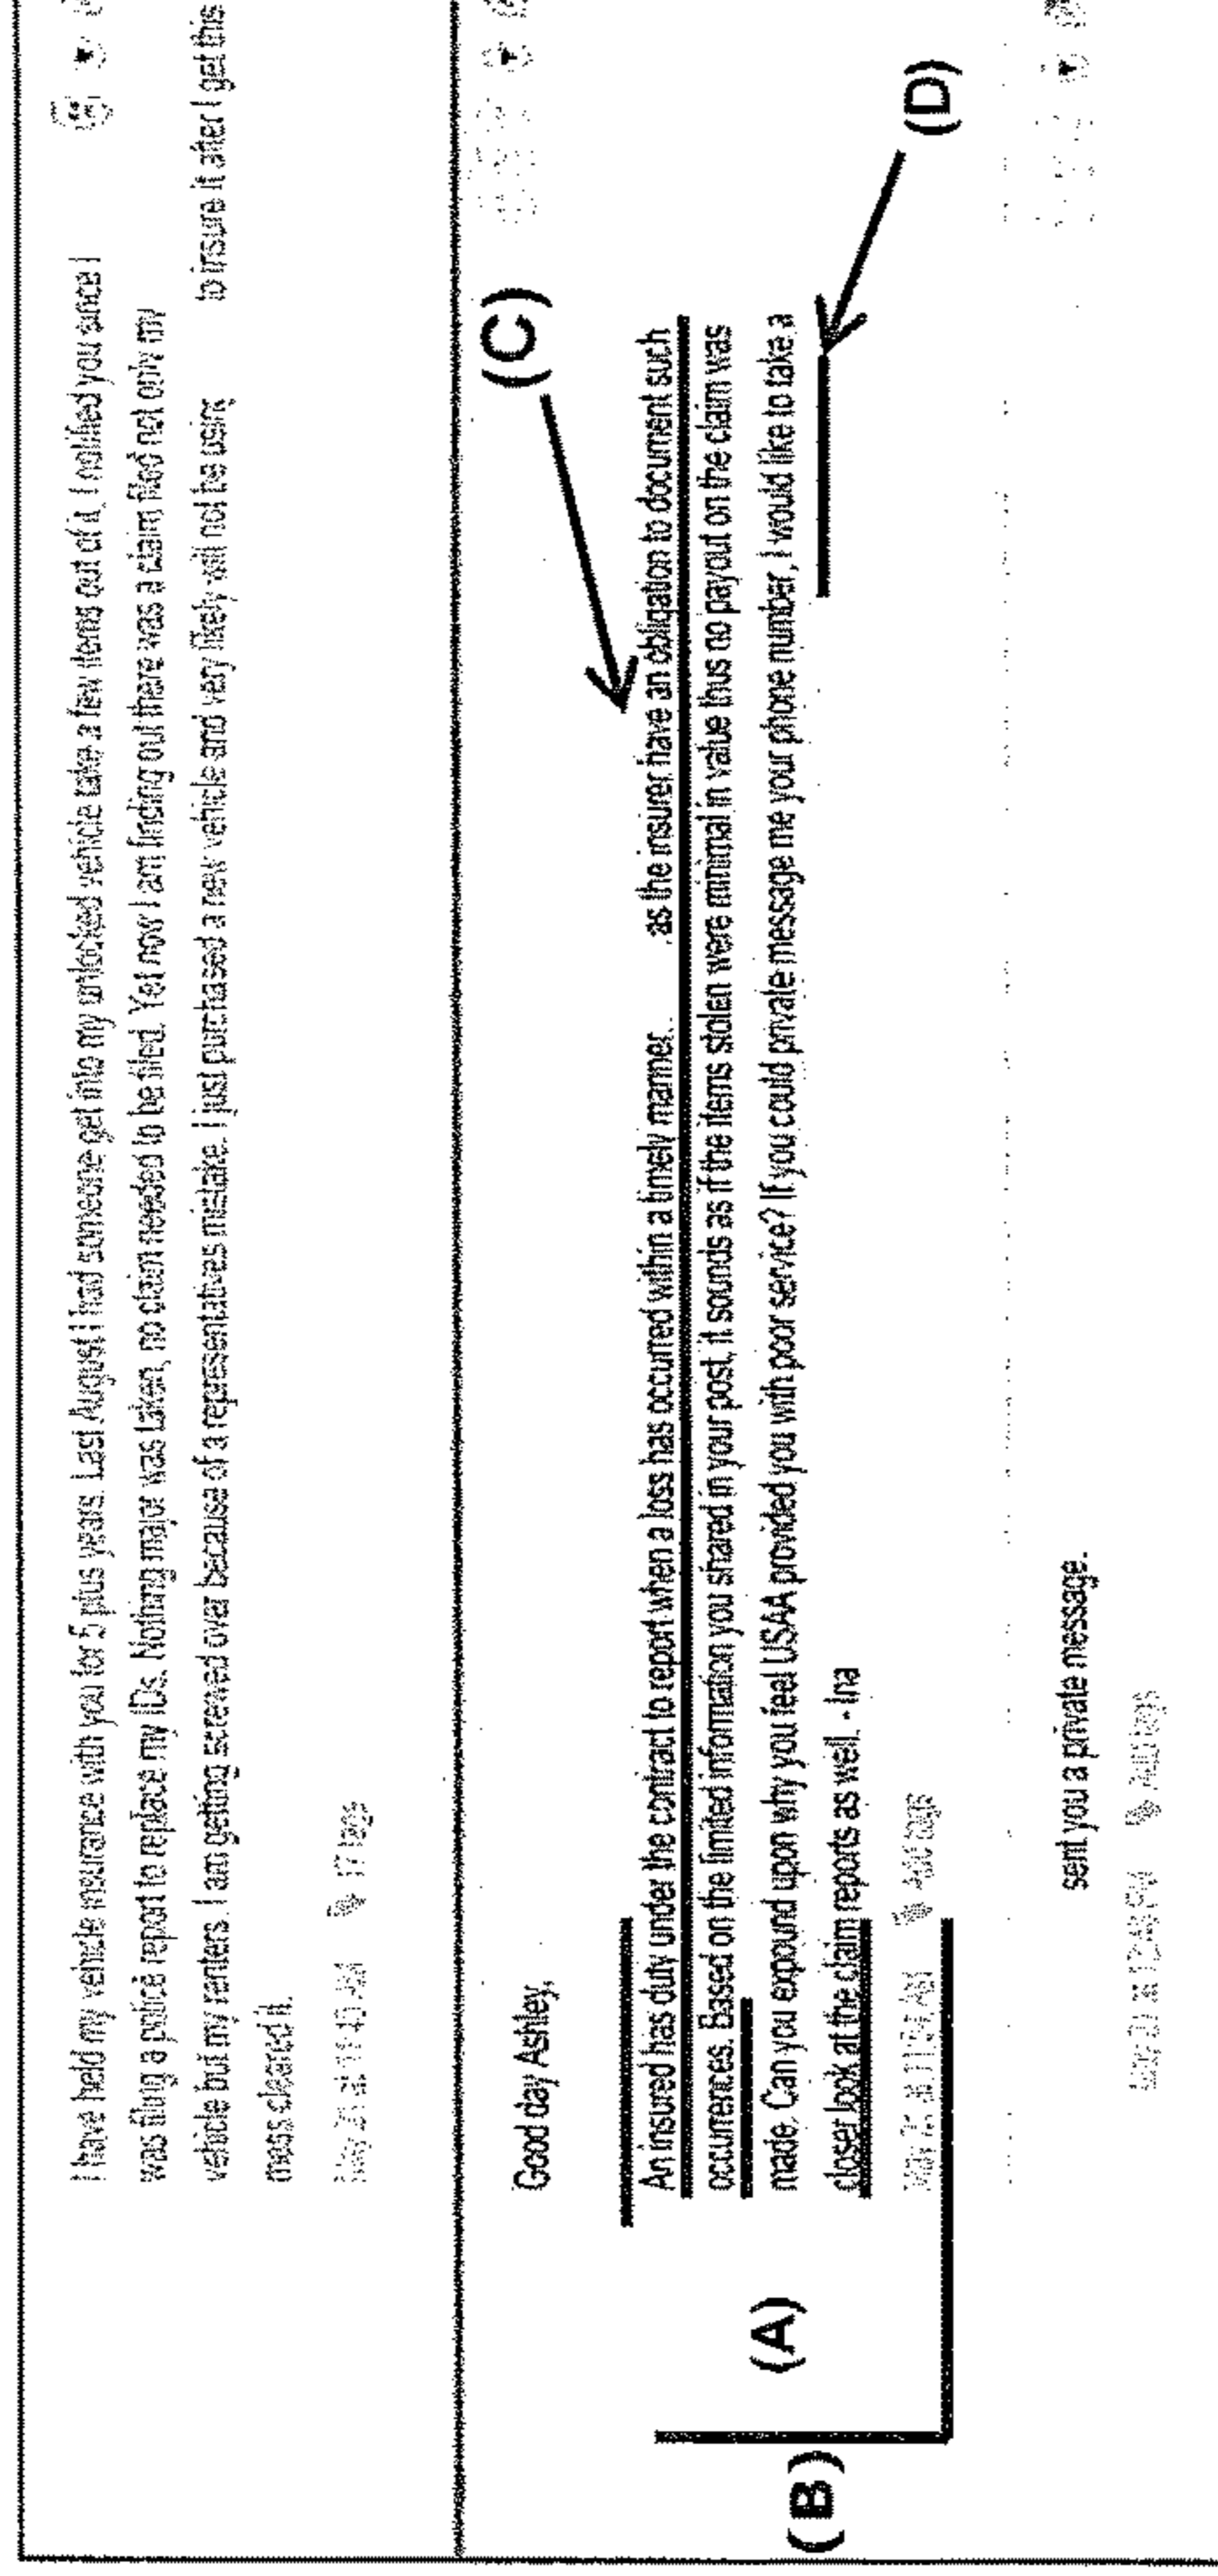 I have held my vehicle insurance with you for 5 plus years. Last August I had someone get into my unlocked vehicle take a few items out of it. I notified you since I
was filing a police report to replace my IDs. Nothing major was taken, no claim needed to be filed. Yet now I am finding out there was a claim filed not only my
vehicle but my renters. I am getting screwed over because of a representatives mistake. I just purchased a new vehicle and very likely will not be using to insure it after I get this
mess cleared it.
17 tags
(C)
Good day Ashley,
An insured has duty under the contract to report when a loss has occurred within a timely manner. as the insurer have an obligation to document such
occurrences. Based on the limited information you shared in your post, it sounds as if the items stolen were minimal in value thus no payout on the claim was
made. Can you expound upon why you feel USAA provided you with poor service? If you could private message me your phone number, I would like to take a
closer look at the claim reports as well. - Ina
Add tags
(A)
(B)
(D)
sent you a private message.
Add tags